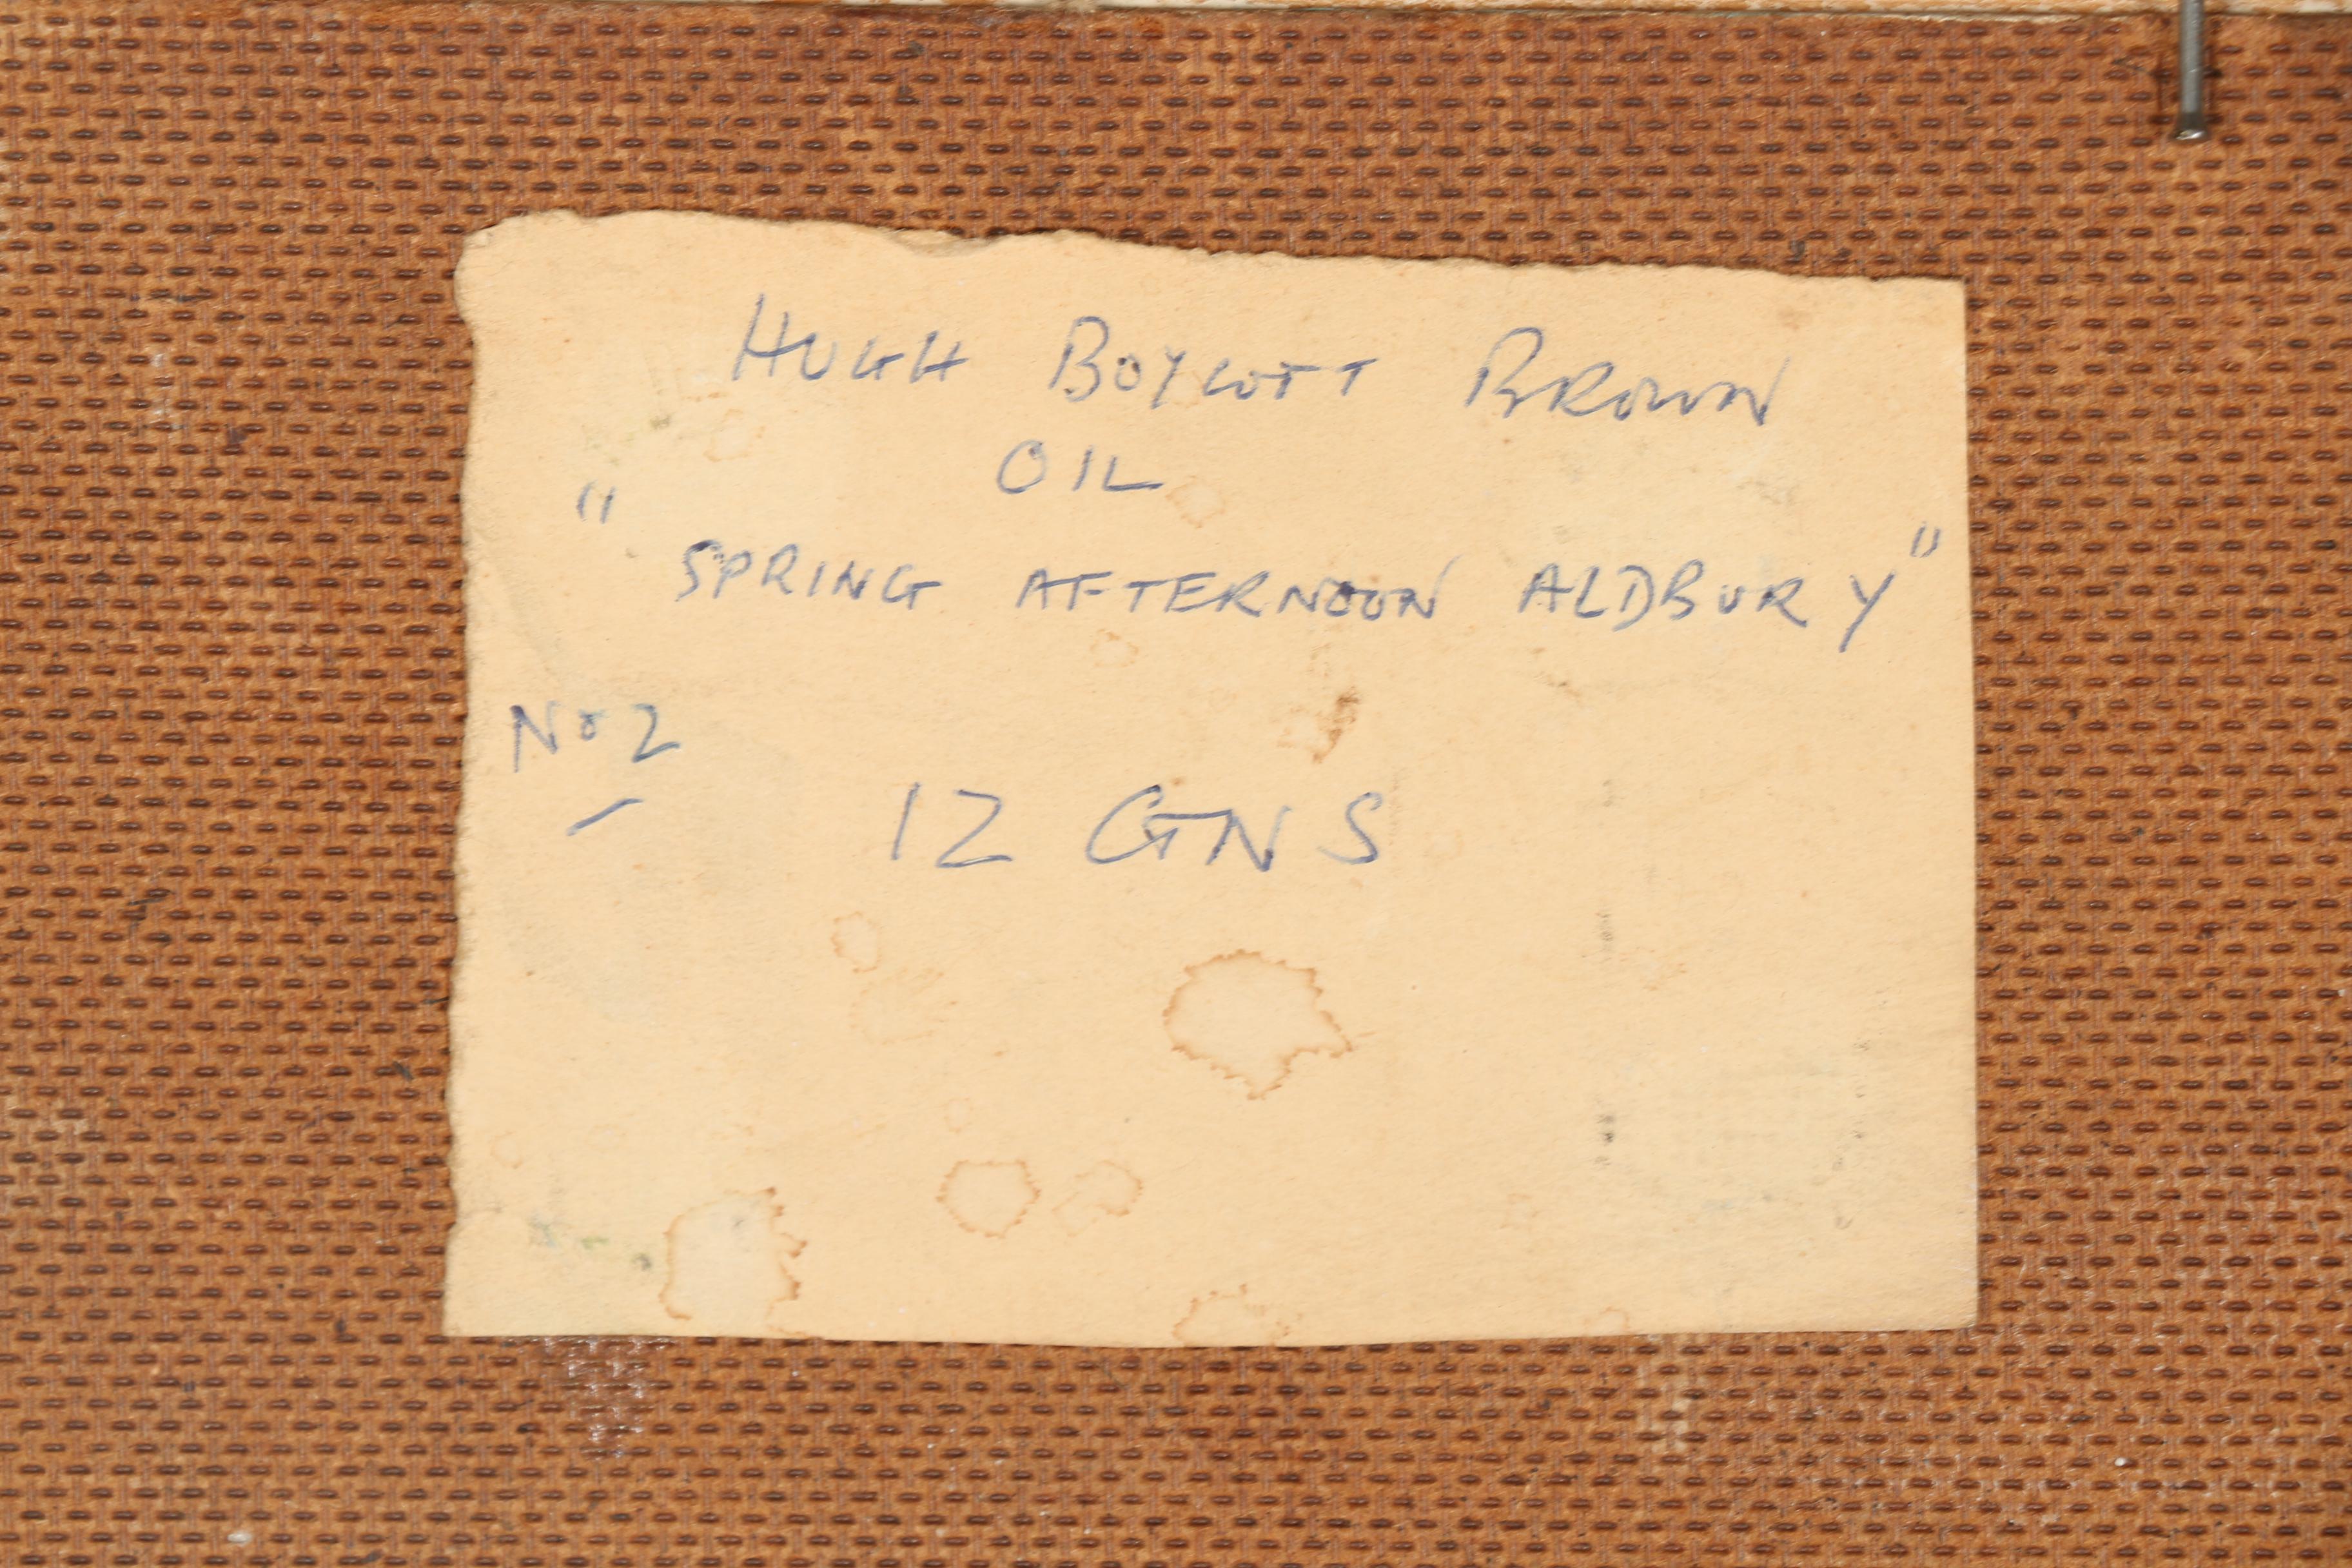 HUGH BOYCOTT BROWN
OIL
"SPRING AFTERNOON ALDBURY"
No 2
12 GNS